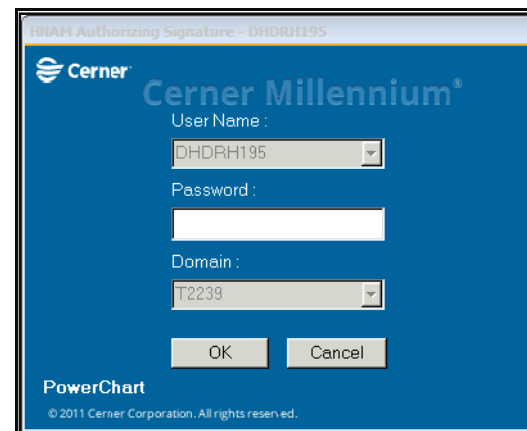 HNAM Authorizing Signature - DHDRH195
Cerner
Cerner Millennium®
User Name :
DHDRH195
Password :
Domain :
T2239
OK Cancel
PowerChart
© 2011 Cerner Corporation. All rights reserved.